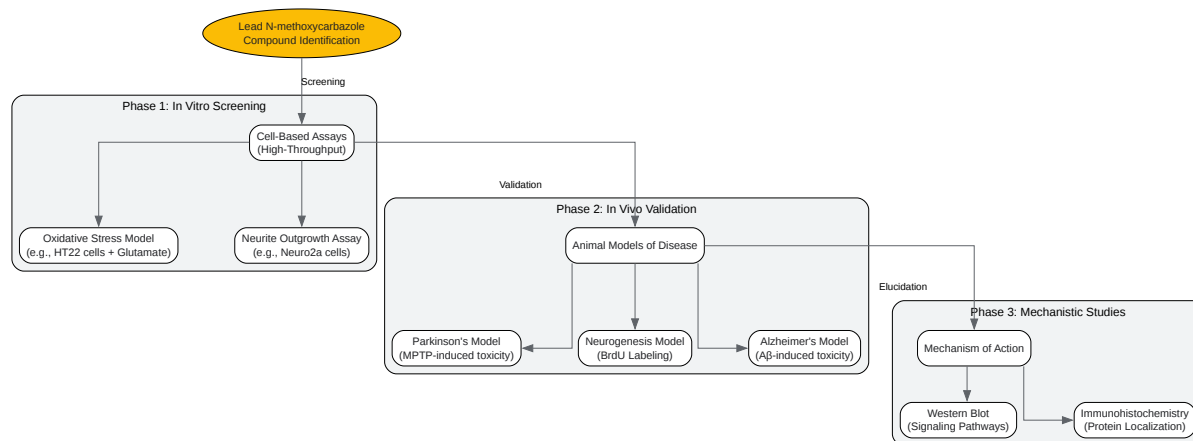 Lead N-methoxycarbazole
Compound Identification
Screening
Phase 1: In Vitro Screening
Cell-Based Assays
(High-Throughput)
Oxidative Stress Model
(e.g., HT22 cells + Glutamate)
Neurite Outgrowth Assay
(e.g., Neuro2a cells)
Validation
Phase 2: In Vivo Validation
Animal Models of Disease
Parkinson's Model
(MPTP-induced toxicity)
Neurogenesis Model
(BrdU Labeling)
Alzheimer's Model
(Aβ-induced toxicity)
Elucidation
Phase 3: Mechanistic Studies
Mechanism of Action
Western Blot
(Signaling Pathways)
Immunohistochemistry
(Protein Localization)